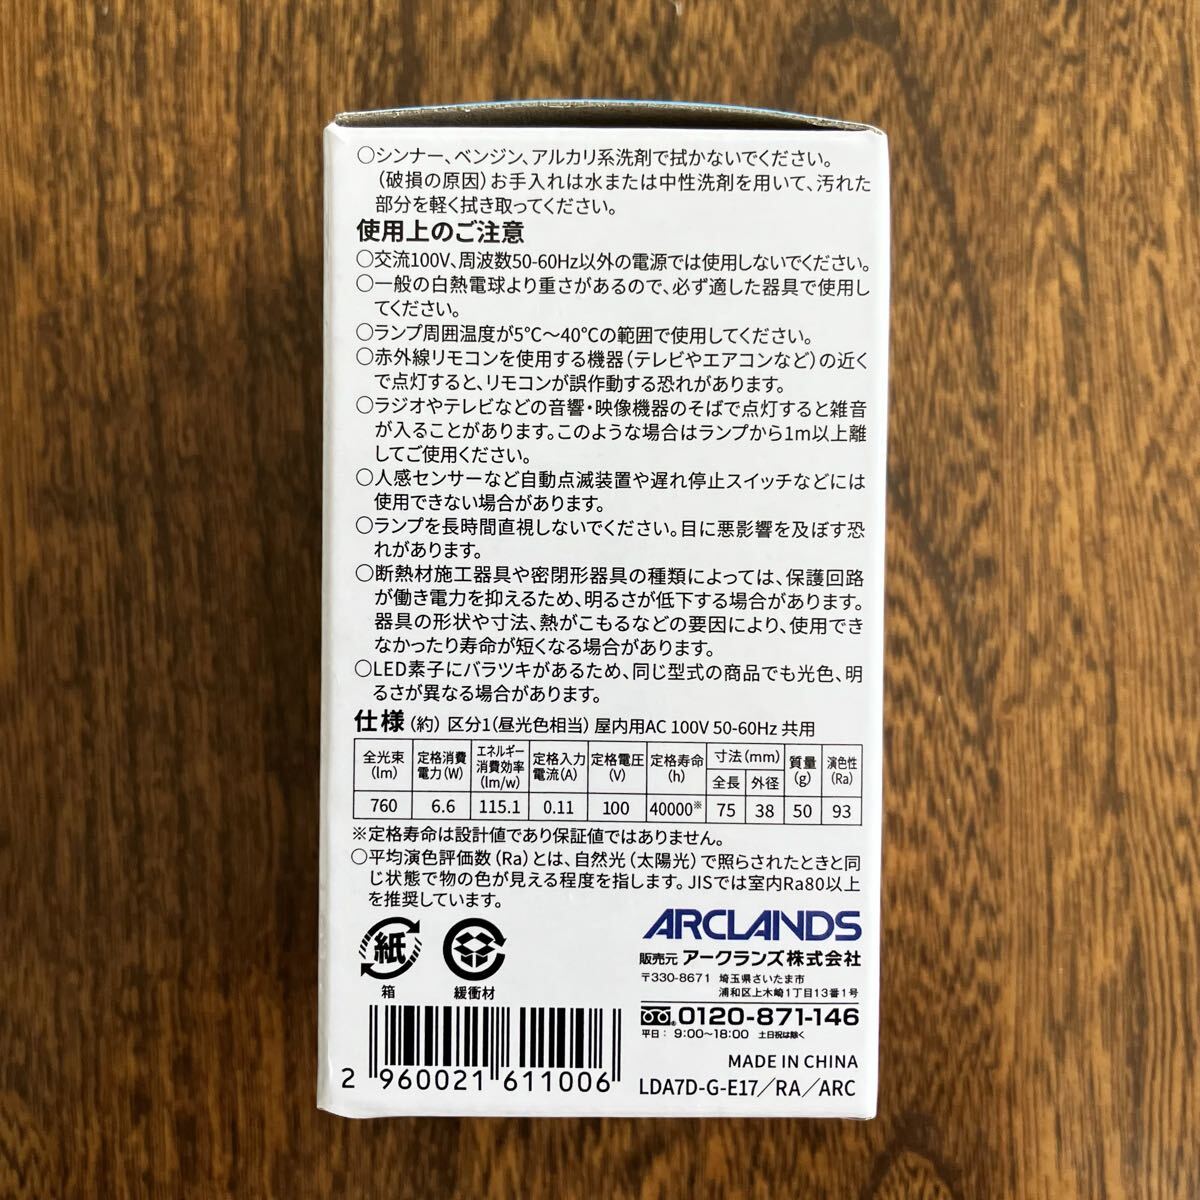 ○シンナー、ベンジン、アルカリ系洗剤で拭かないでください。
（破損の原因）お手入れは水または中性洗剤を用いて、汚れた
部分を軽く拭き取ってください。
使用上のご注意
○交流100V、周波数50-60Hz以外の電源では使用しないでください。
○一般の白熱電球より重さがあるので、必ず適した器具で使用し
てください。
○ランプ周囲温度が5℃〜40℃の範囲で使用してください。
○赤外線リモコンを使用する機器（テレビやエアコンなど）の近く
で点灯すると、リモコンが誤作動する恐れがあります。
○ラジオやテレビなどの音響・映像機器のそばで点灯すると雑音
が入ることがあります。このような場合はランプから1m以上離
してご使用ください。
○人感センサーなど自動点滅装置や遅れ停止スイッチなどには
使用できない場合があります。
○ランプを長時間直視しないでください。目に悪影響を及ぼす恐
れがあります。
○断熱材施工器具や密閉形器具の種類によっては、保護回路
が働き電力を抑えるため、明るさが低下する場合があります。
器具の形状や寸法、熱がこもるなどの要因により、使用でき
なかったり寿命が短くなる場合があります。
○LED素子にバラツキがあるため、同じ型式の商品でも光色、明
るさが異なる場合があります。
仕様（約）区分1（昼光色相当）屋内用AC 100V 50-60Hz 共用
全光束 定格消費 エネルギー 定格入力 定格電圧 定格寿命 寸法（mm） 質量 演色性
(lm) 電力(W) 消費効率 電流(A) (V) (h) 全長 外径 (g) (Ra)
(lm/w)
760 6.6 115.1 0.11 100 40000※ 75 38 50 93
※定格寿命は設計値であり保証値ではありません。
○平均演色評価数（Ra）とは、自然光（太陽光）で照らされたときと同
じ状態で物の色が見える程度を指します。JISでは室内Ra80以上
を推奨しています。
紙
箱
緩衝材
ARCLANDS
販売元 アークランズ株式会社
〒330-8671 埼玉県さいたま市
浦和区上木崎1丁目13番1号
0120-871-146
平日：9:00〜18:00 土日祝は除く
MADE IN CHINA
LDA7D-G-E17／RA／ARC
2 960021 611006